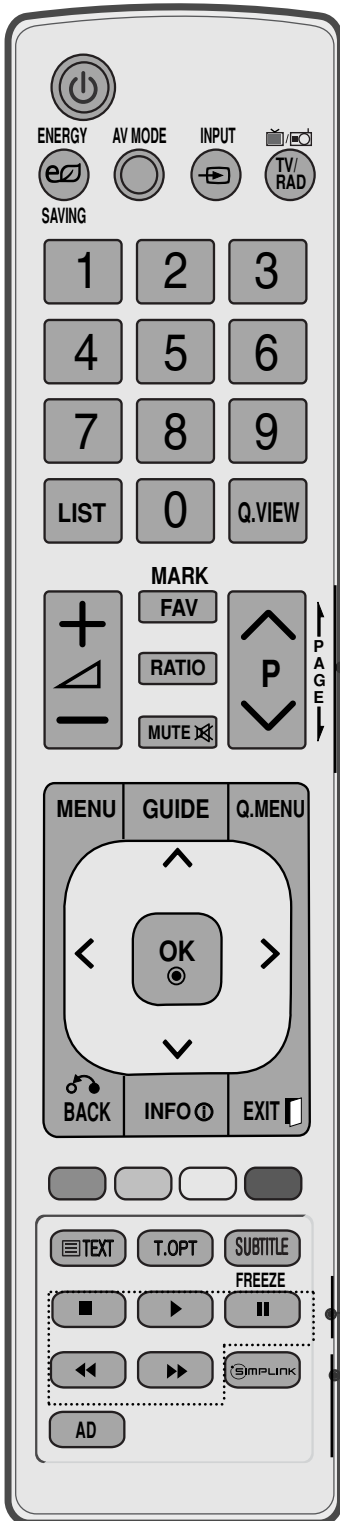 ENERGY AV MODE INPUT
TV/
RAD
SAVING
1 2 3
4 5 6
7 8 9
LIST 0 Q.VIEW
MARK
FAV
RATIO
MUTE
P
PAGE
MENU GUIDE Q.MENU
OK
BACK INFO EXIT
TEXT T.OPT SUBTITLE
FREEZE
SIMPLINK
AD